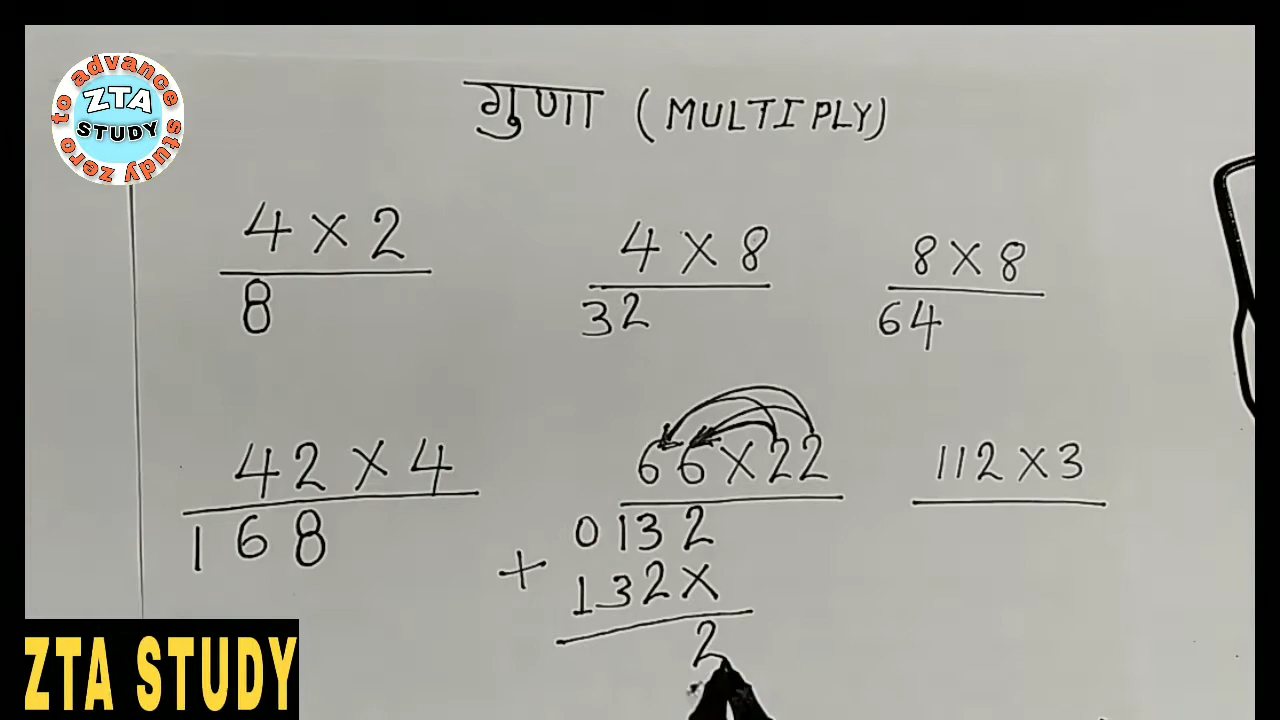 to advance study zero
ZTA
STUDY
गुणा (MULTIPLY)
4 × 2
8
4 × 8
32
8 × 8
64
42 × 4
168
66 × 22
0132
+ 132×
2
112 × 3
ZTA STUDY